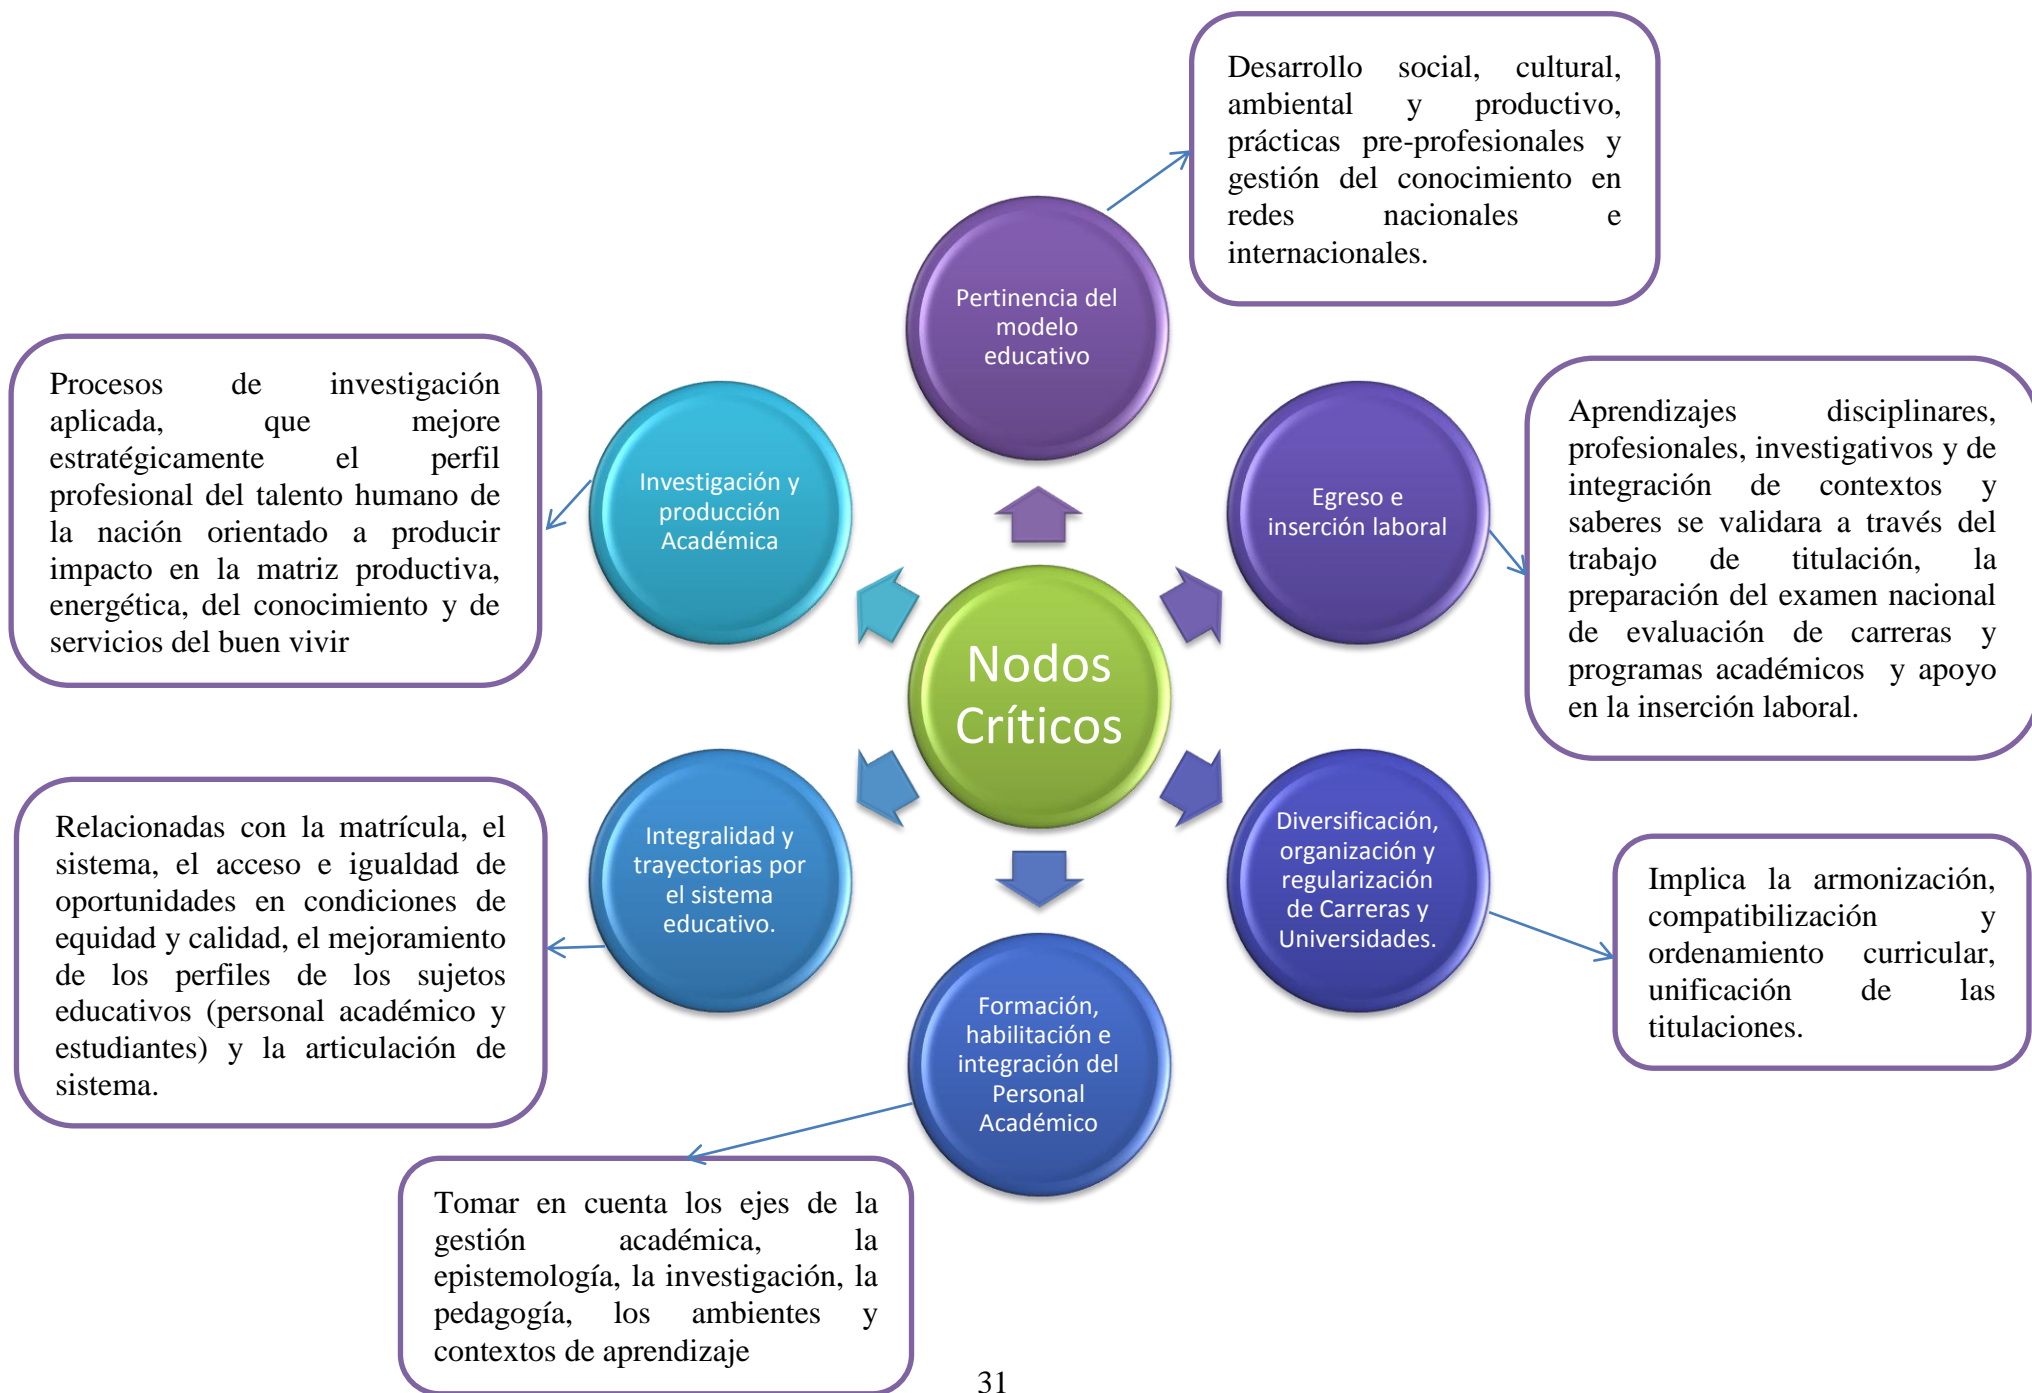 Desarrollo social, cultural,
ambiental y productivo,
prácticas pre-profesionales y
gestión del conocimiento en
redes nacionales e
internacionales.
Pertinencia del
modelo
educativo
Procesos de investigación
aplicada, que mejore
estratégicamente el perfil
profesional del talento humano de
la nación orientado a producir
impacto en la matriz productiva,
energética, del conocimiento y de
servicios del buen vivir
Investigación y
producción
Académica
Egreso e
inserción laboral
Aprendizajes disciplinares,
profesionales, investigativos y de
integración de contextos y
saberes se validara a través del
trabajo de titulación, la
preparación del examen nacional
de evaluación de carreras y
programas académicos y apoyo
en la inserción laboral.
Nodos
Críticos
Relacionadas con la matrícula, el
sistema, el acceso e igualdad de
oportunidades en condiciones de
equidad y calidad, el mejoramiento
de los perfiles de los sujetos
educativos (personal académico y
estudiantes) y la articulación de
sistema.
Integralidad y
trayectorias por
el sistema
educativo.
Diversificación,
organización y
regularización
de Carreras y
Universidades.
Implica la armonización,
compatibilización y
ordenamiento curricular,
unificación de las
titulaciones.
Formación,
habilitación e
integración del
Personal
Académico
Tomar en cuenta los ejes de la
gestión académica, la
epistemología, la investigación, la
pedagogía, los ambientes y
contextos de aprendizaje
31